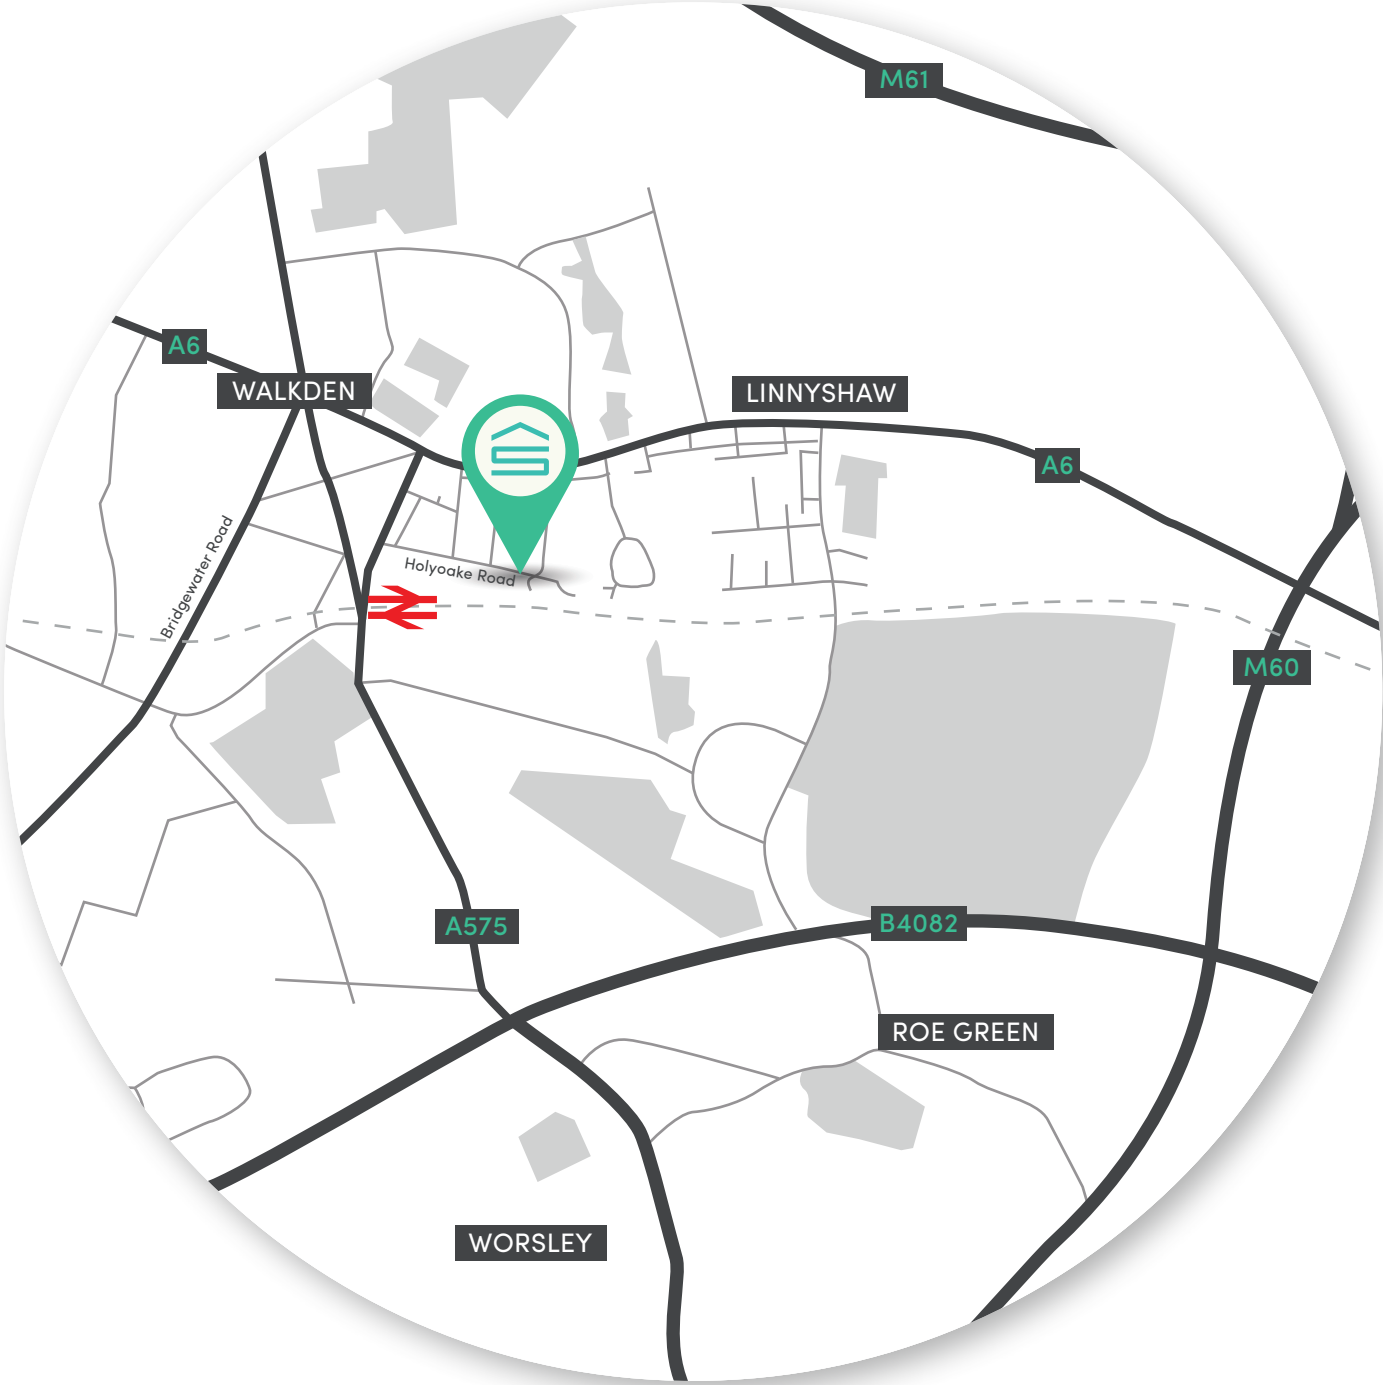 M61
A6
WALKDEN
LINNYSHAW
A6
Bridgewater Road
Holyoake Road
M60
A575
B4082
ROE GREEN
WORSLEY